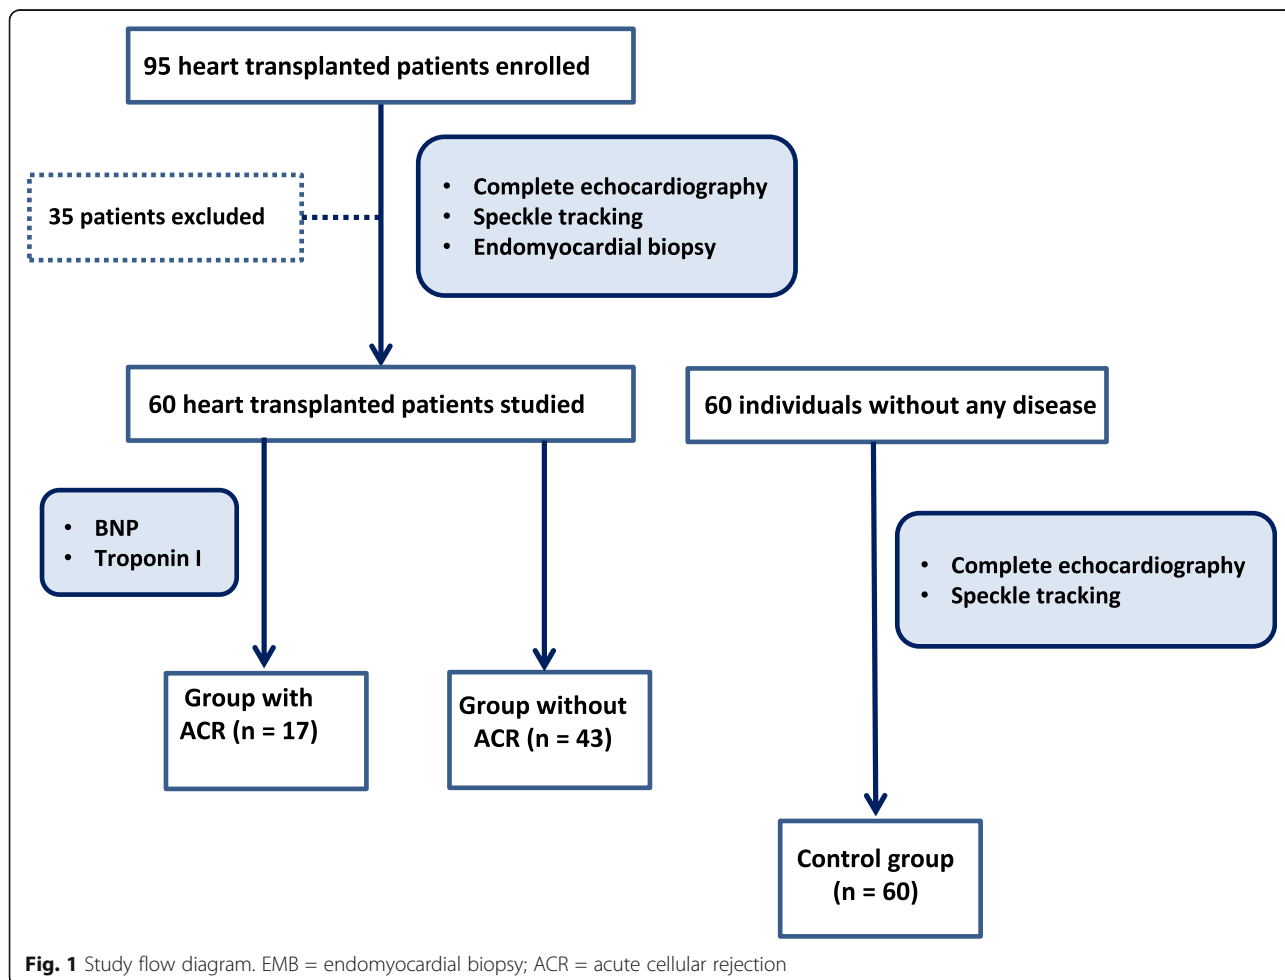 95 heart transplanted patients enrolled
• Complete echocardiography
• Speckle tracking
• Endomyocardial biopsy
35 patients excluded
60 heart transplanted patients studied
60 individuals without any disease
• BNP
• Troponin I
• Complete echocardiography
• Speckle tracking
Group with
ACR (n = 17)
Group without
ACR (n = 43)
Control group
(n = 60)
Fig. 1 Study flow diagram. EMB = endomyocardial biopsy; ACR = acute cellular rejection